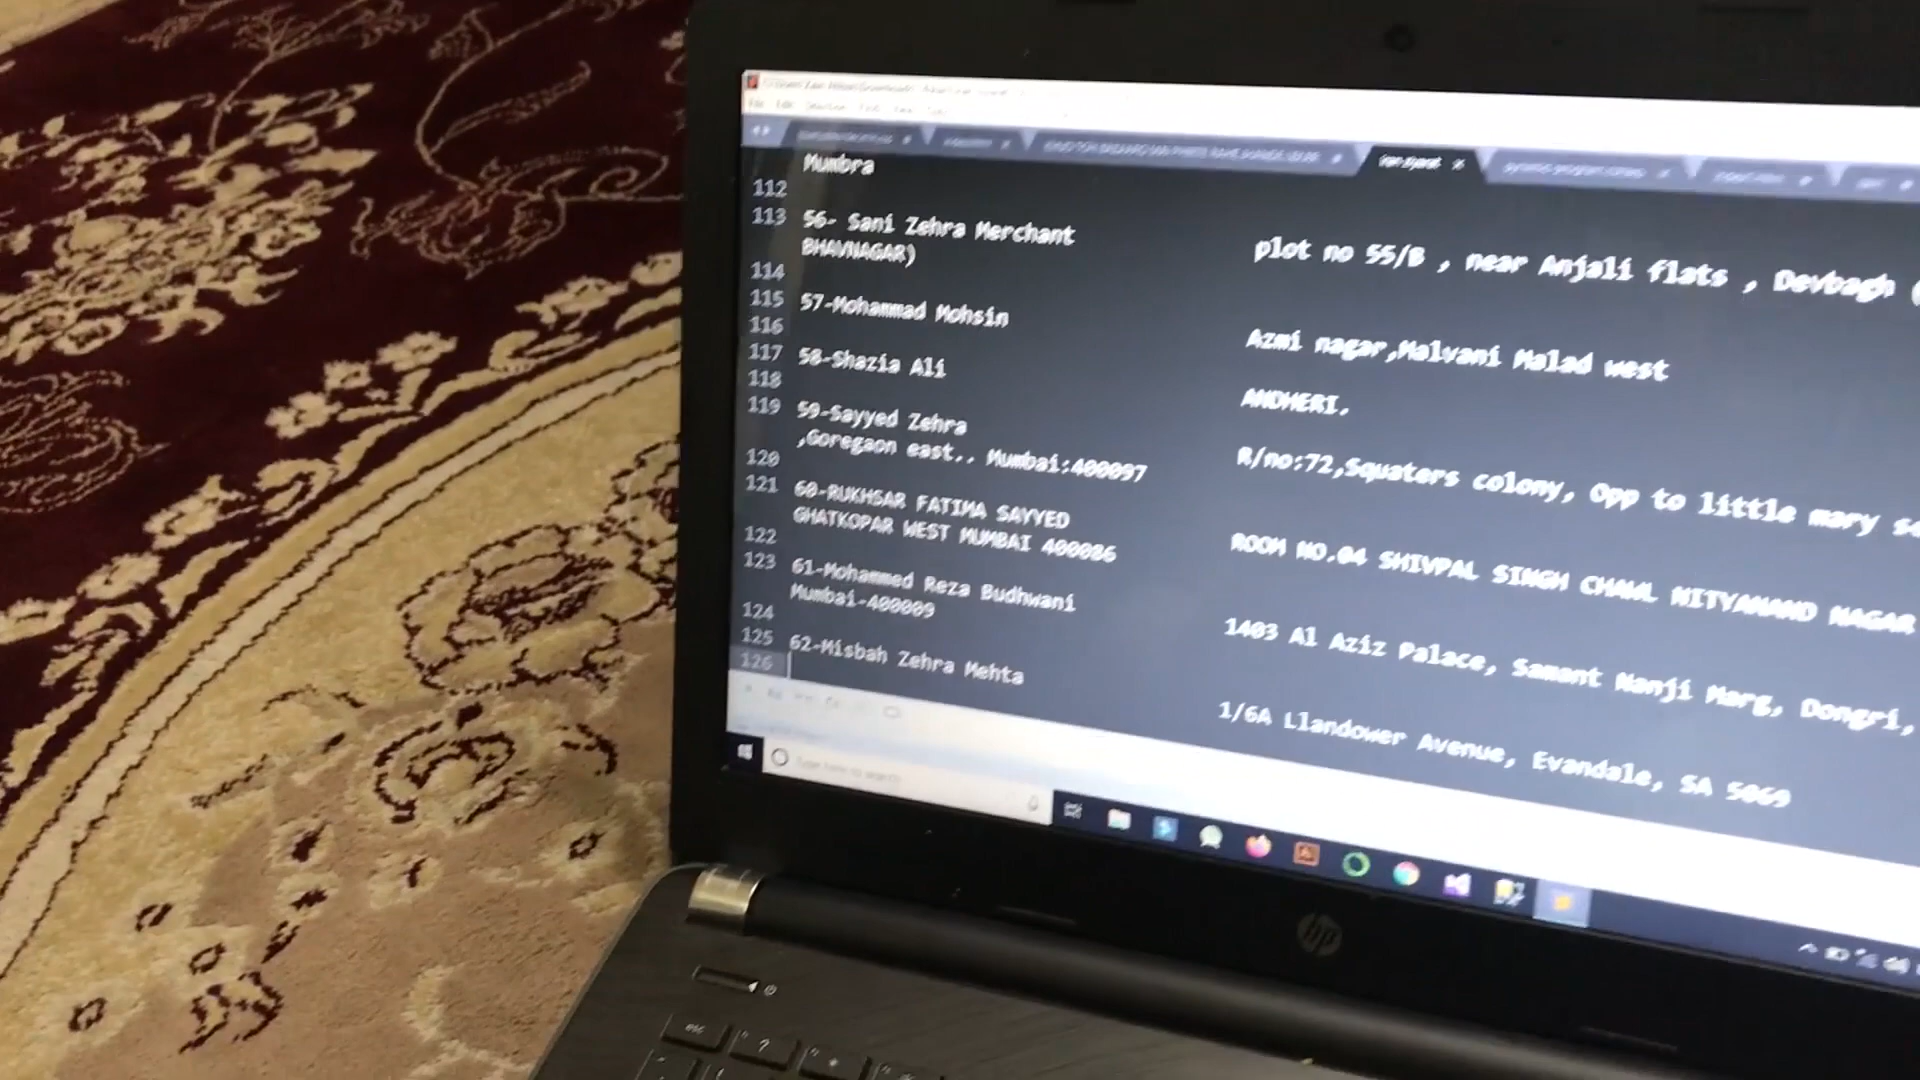 Mumbra
112
113 56- Sani Zehra Merchant plot no 55/B , near Anjali flats , Devbagh (
BHAVNAGAR)
114
115 57-Mohammad Mohsin Azmi nagar,Malvani Malad west
116
117 58-Shazia Ali ANDHERI.
118
119 59-Sayyed Zehra R/no:72,Squaters colony, Opp to little mary
,Goregaon east.. Mumbai:400097
120
121 60-RUKHSAR FATIMA SAYYED ROOM NO.04 SHIVPAL SINGH CHAWL NITYANAND NAGAR
GHATKOPAR WEST MUMBAI 400086
122
123 61-Mohammed Reza Budhwani 1403 Al Aziz Palace, Samant Nanji Marg, Dongri,
Mumbai-400009
124
125 62-Misbah Zehra Mehta 1/6A Llandower Avenue, Evandale, SA 5069
126
Type here to search
hp
esc
?